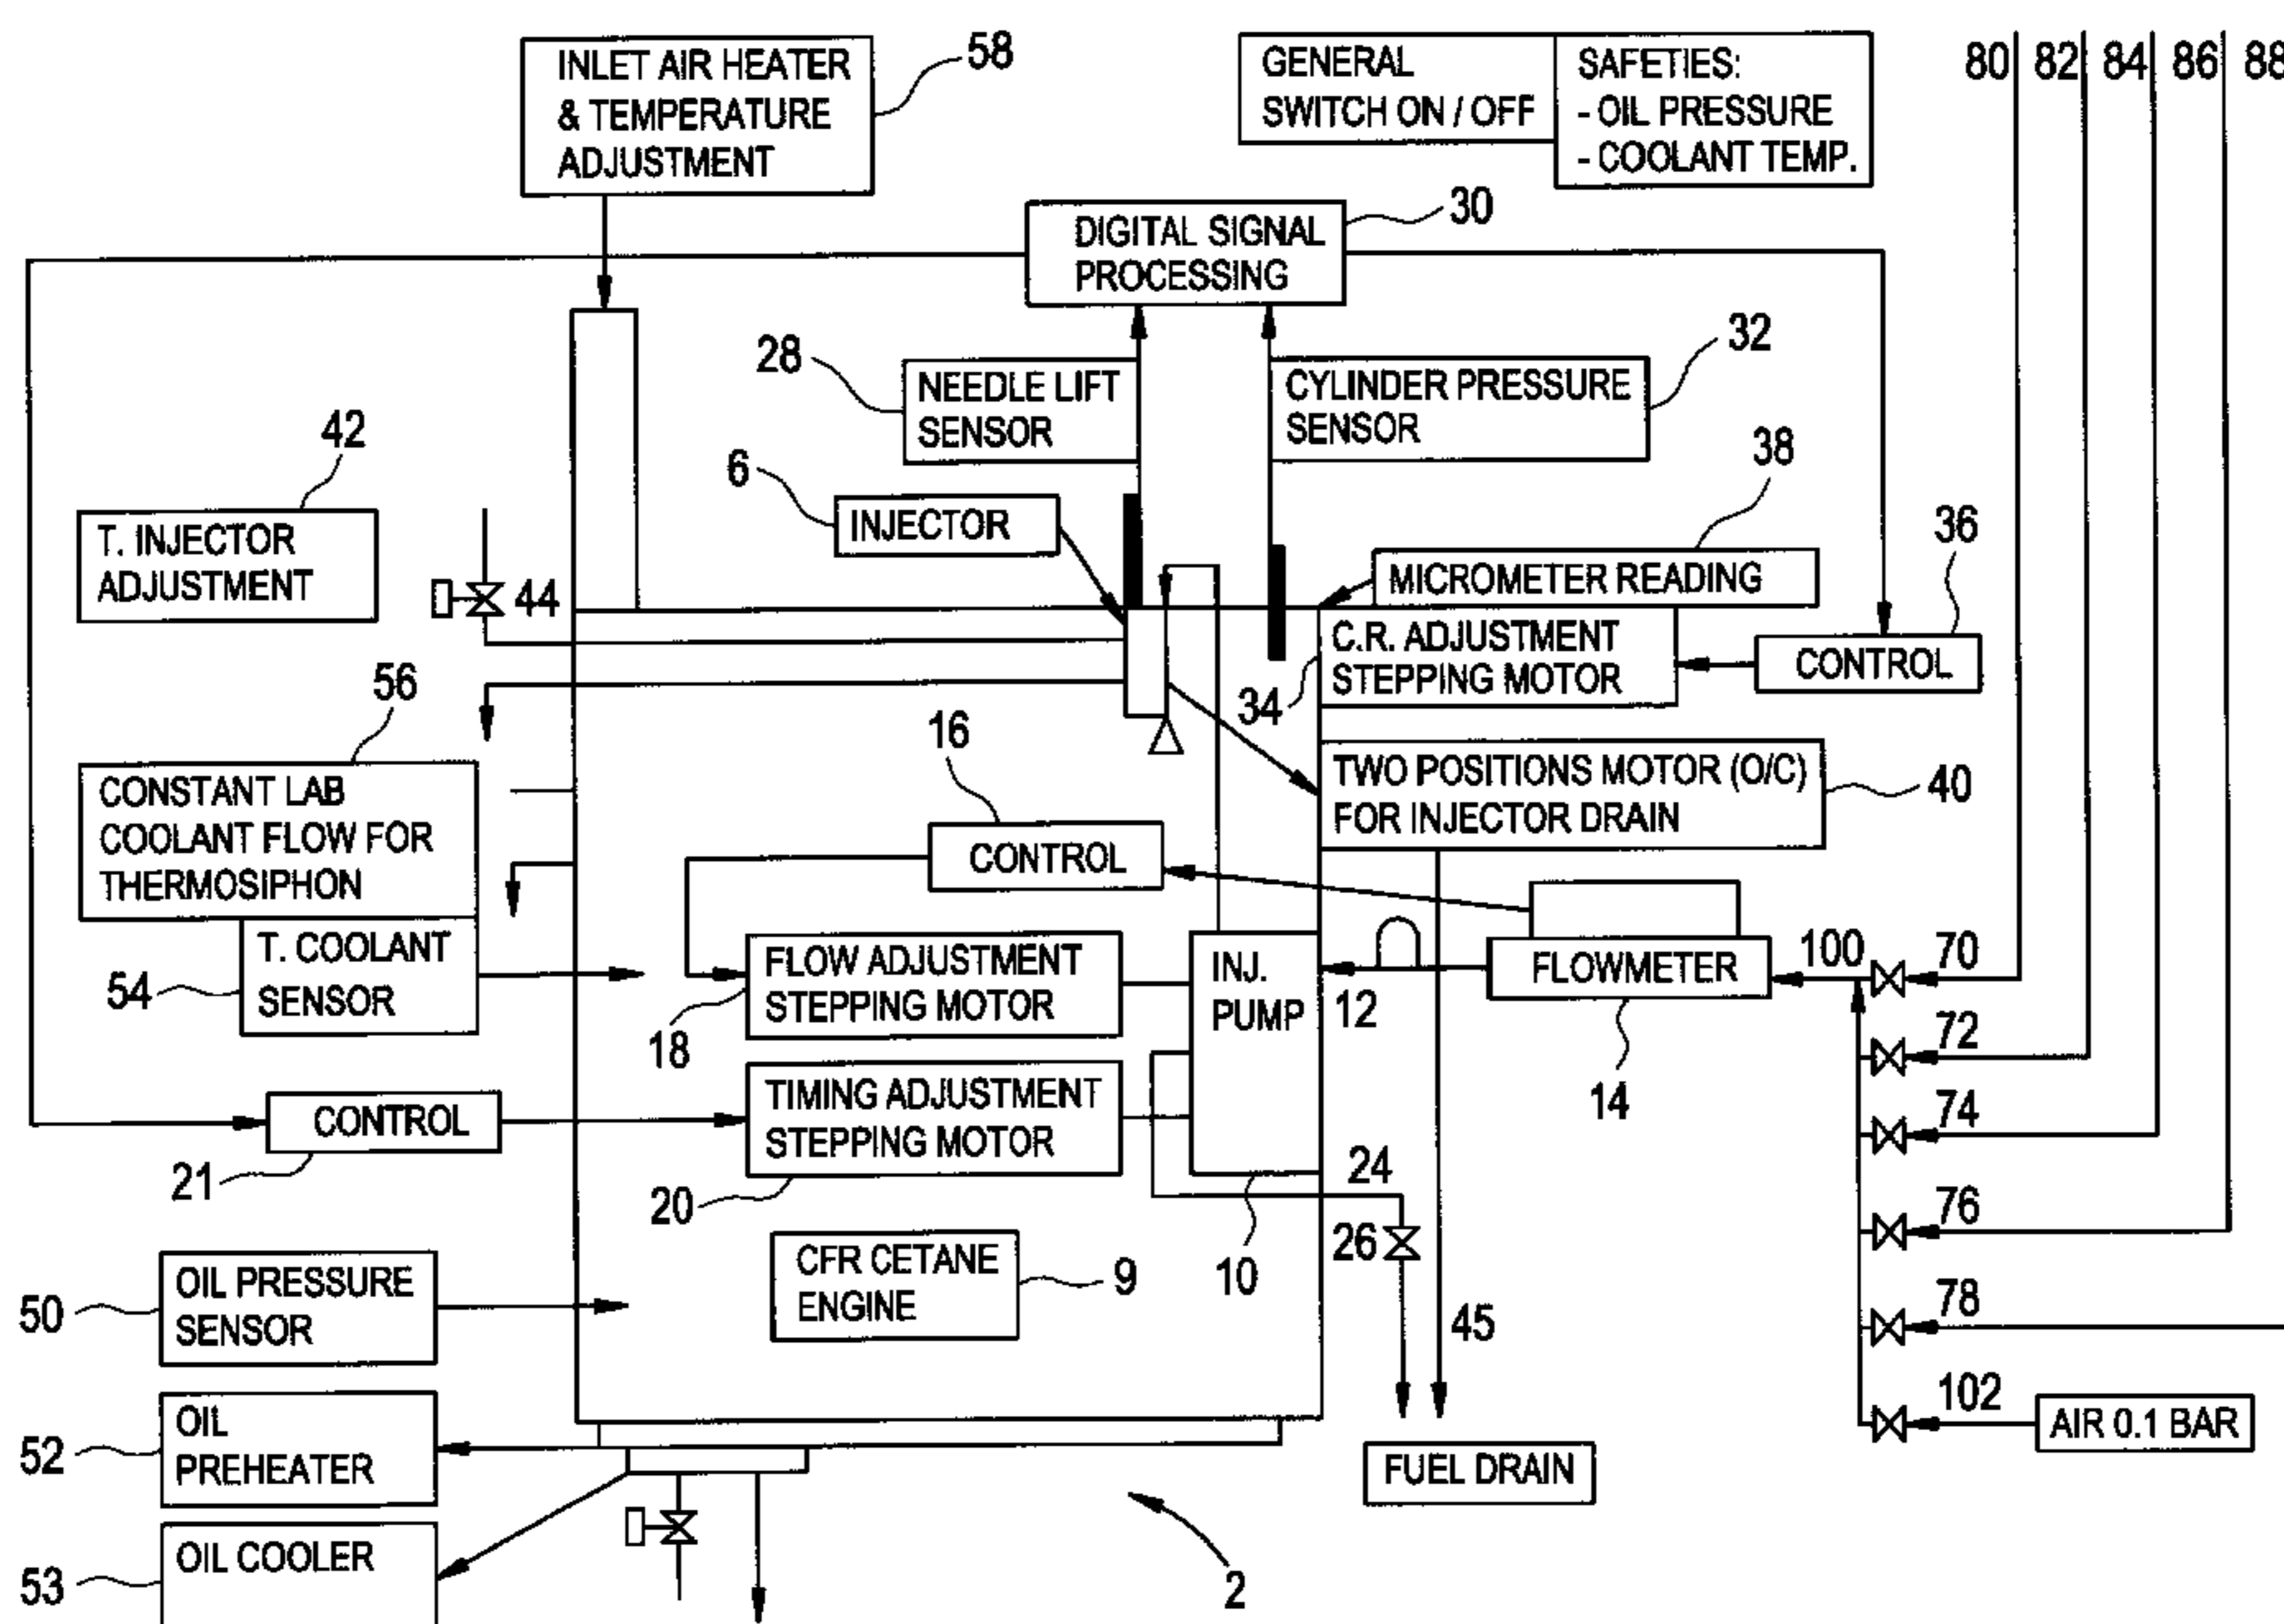 INLET AIR HEATER
& TEMPERATURE
ADJUSTMENT
58
GENERAL
SWITCH ON / OFF
SAFETIES:
- OIL PRESSURE
- COOLANT TEMP.
80
82
84
86
88
DIGITAL SIGNAL
PROCESSING
30
28
NEEDLE LIFT
SENSOR
CYLINDER PRESSURE
SENSOR
32
42
T. INJECTOR
ADJUSTMENT
44
6
INJECTOR
38
MICROMETER READING
36
C.R. ADJUSTMENT
STEPPING MOTOR
34
CONTROL
56
CONSTANT LAB
COOLANT FLOW FOR
THERMOSIPHON
T. COOLANT
SENSOR
54
16
CONTROL
TWO POSITIONS MOTOR (O/C)
FOR INJECTOR DRAIN
40
FLOW ADJUSTMENT
STEPPING MOTOR
18
INJ.
PUMP
12
FLOWMETER
14
100
70
72
74
76
78
102
AIR 0.1 BAR
CONTROL
21
TIMING ADJUSTMENT
STEPPING MOTOR
20
24
26
10
45
CFR CETANE
ENGINE
9
50
OIL PRESSURE
SENSOR
52
OIL
PREHEATER
FUEL DRAIN
53
OIL COOLER
2